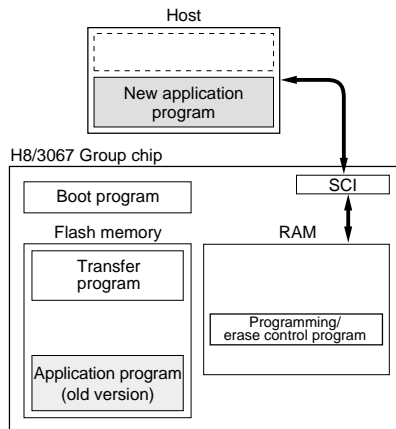 Host
New application
program
H8/3067 Group chip
SCI
Boot program
Flash memory
RAM
Transfer
program
Programming/
erase control program
Application program
(old version)